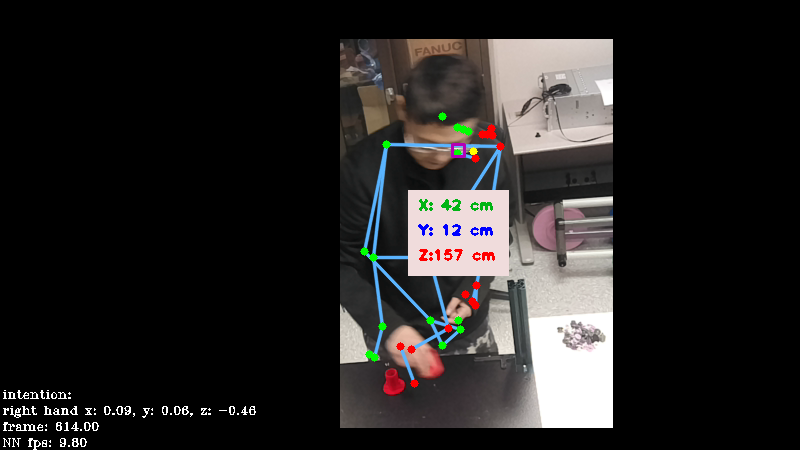 FANUC
X: 42 cm
Y: 12 cm
Z:157 cm
intention:
right hand x: 0.09, y: 0.06, z: -0.46
frame: 614.00
NN fps: 9.80